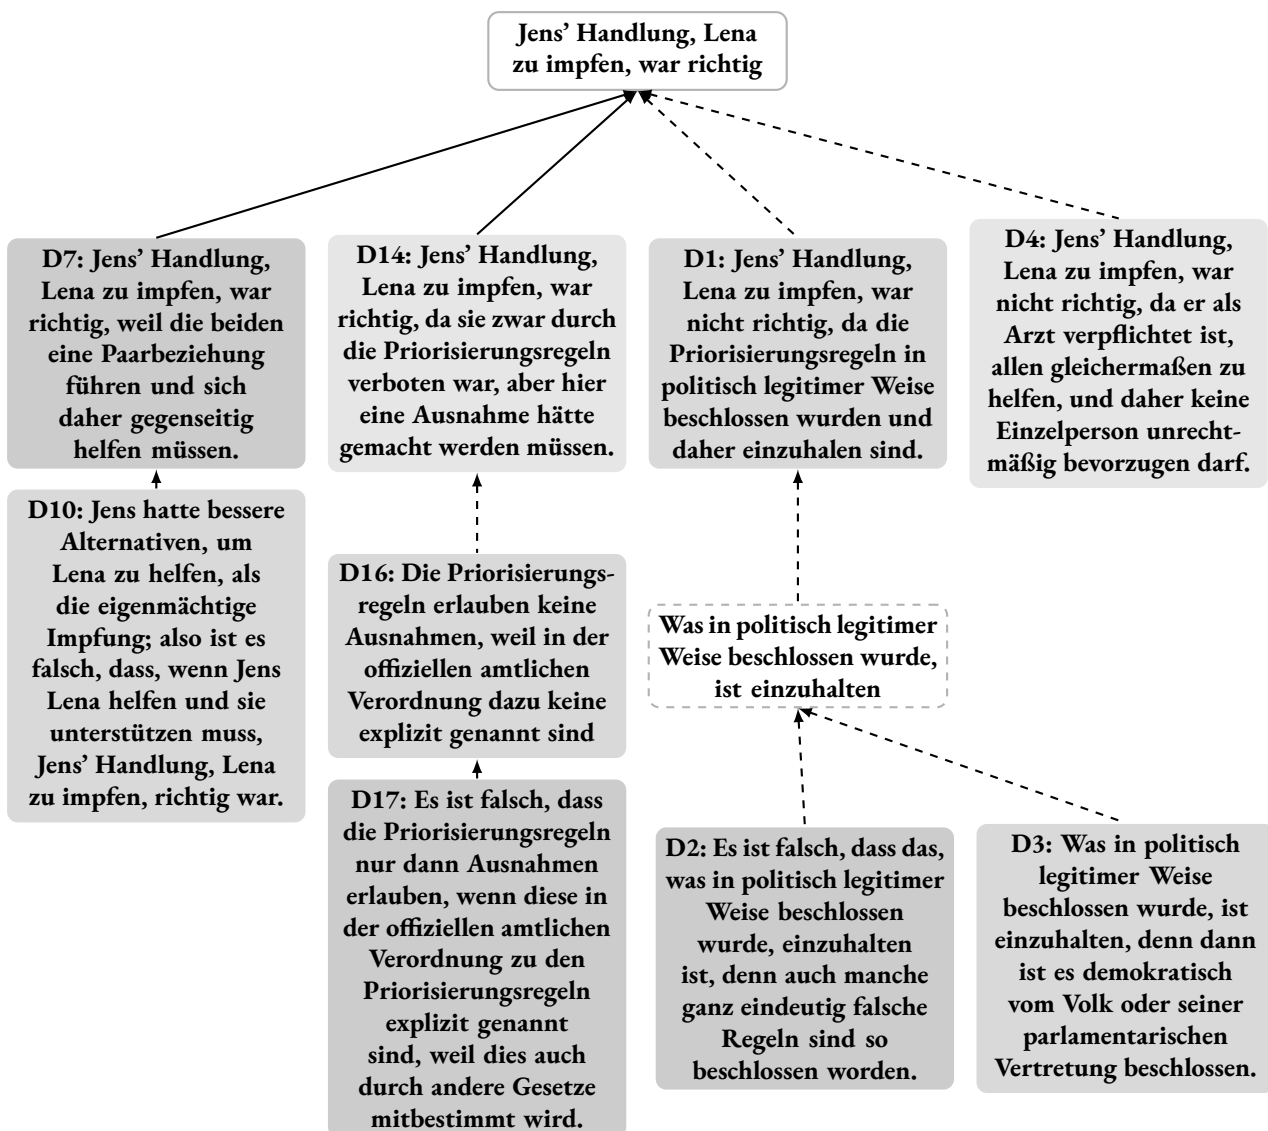 Jens’ Handlung, Lena
zu impfen, war richtig
D7: Jens’ Handlung,
Lena zu impfen, war
richtig, weil die beiden
eine Paarbeziehung
führen und sich
daher gegenseitig
helfen müssen.
D14: Jens’ Handlung,
Lena zu impfen, war
richtig, da sie zwar durch
die Priorisierungsregeln
verboten war, aber hier
eine Ausnahme hätte
gemacht werden müssen.
D1: Jens’ Handlung,
Lena zu impfen, war
nicht richtig, da die
Priorisierungsregeln in
politisch legitimer Weise
beschlossen wurden und
daher einzuhalen sind.
D4: Jens’ Handlung,
Lena zu impfen, war
nicht richtig, da er als
Arzt verpflichtet ist,
allen gleichermaßen zu
helfen, und daher keine
Einzelperson unrecht-
mäßig bevorzugen darf.
D10: Jens hatte bessere
Alternativen, um
Lena zu helfen, als
die eigenmächtige
Impfung; also ist es
falsch, dass, wenn Jens
Lena helfen und sie
unterstützen muss,
Jens’ Handlung, Lena
zu impfen, richtig war.
D16: Die Priorisierungs-
regeln erlauben keine
Ausnahmen, weil in der
offiziellen amtlichen
Verordnung dazu keine
explizit genannt sind
Was in politisch legitimer
Weise beschlossen wurde,
ist einzuhalten
D17: Es ist falsch, dass
die Priorisierungsregeln
nur dann Ausnahmen
erlauben, wenn diese in
der offiziellen amtlichen
Verordnung zu den
Priorisierungsregeln
explizit genannt
sind, weil dies auch
durch andere Gesetze
mitbestimmt wird.
D2: Es ist falsch, dass das,
was in politisch legitimer
Weise beschlossen
wurde, einzuhalten
ist, denn auch manche
ganz eindeutig falsche
Regeln sind so
beschlossen worden.
D3: Was in politisch
legitimer Weise
beschlossen wurde, ist
einzuhalten, denn dann
ist es demokratisch
vom Volk oder seiner
parlamentarischen
Vertretung beschlossen.